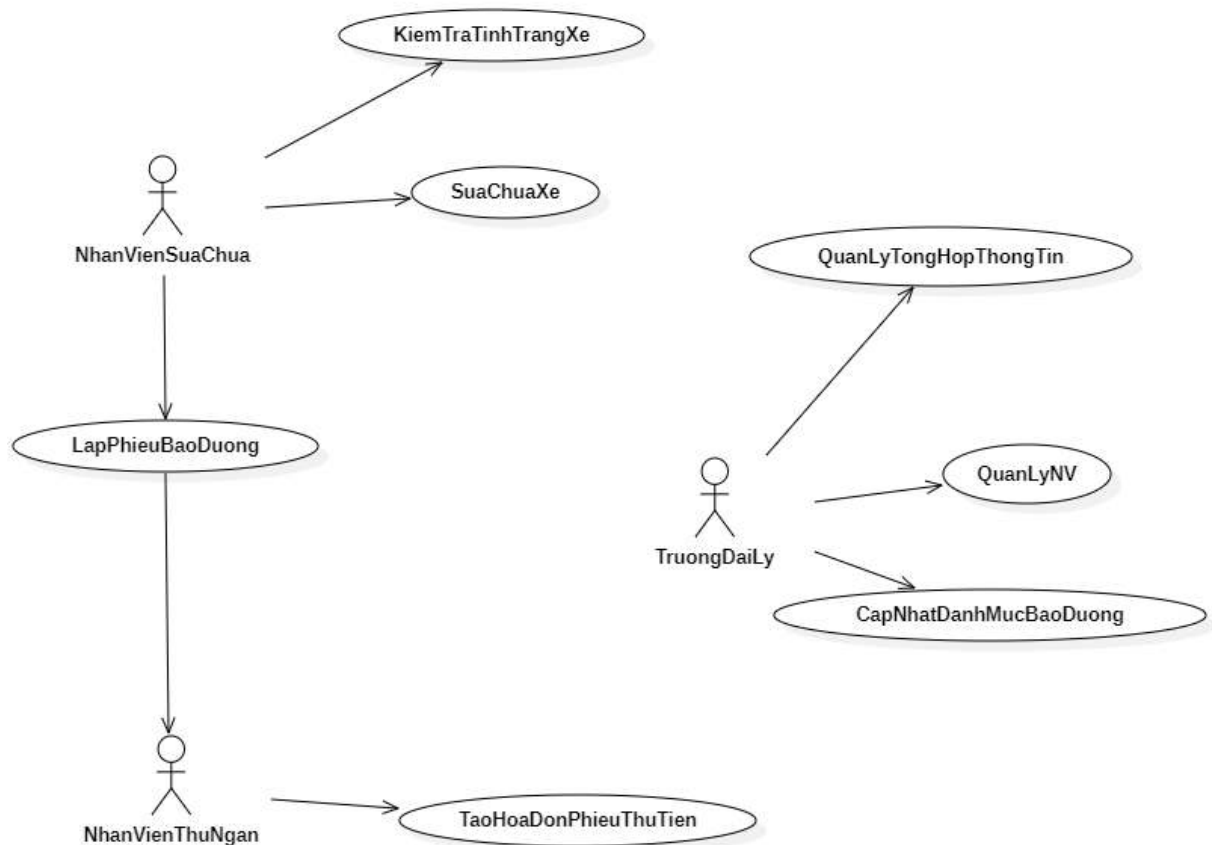 KiemTraTinhTrangXe
SuaChuaXe
NhanVienSuaChua
QuanLyTongHopThongTin
LapPhieuBaoDuong
QuanLyNV
TruongDaiLy
CapNhatDanhMucBaoDuong
TaoHoaDonPhieuThuTien
NhanVienThuNgan